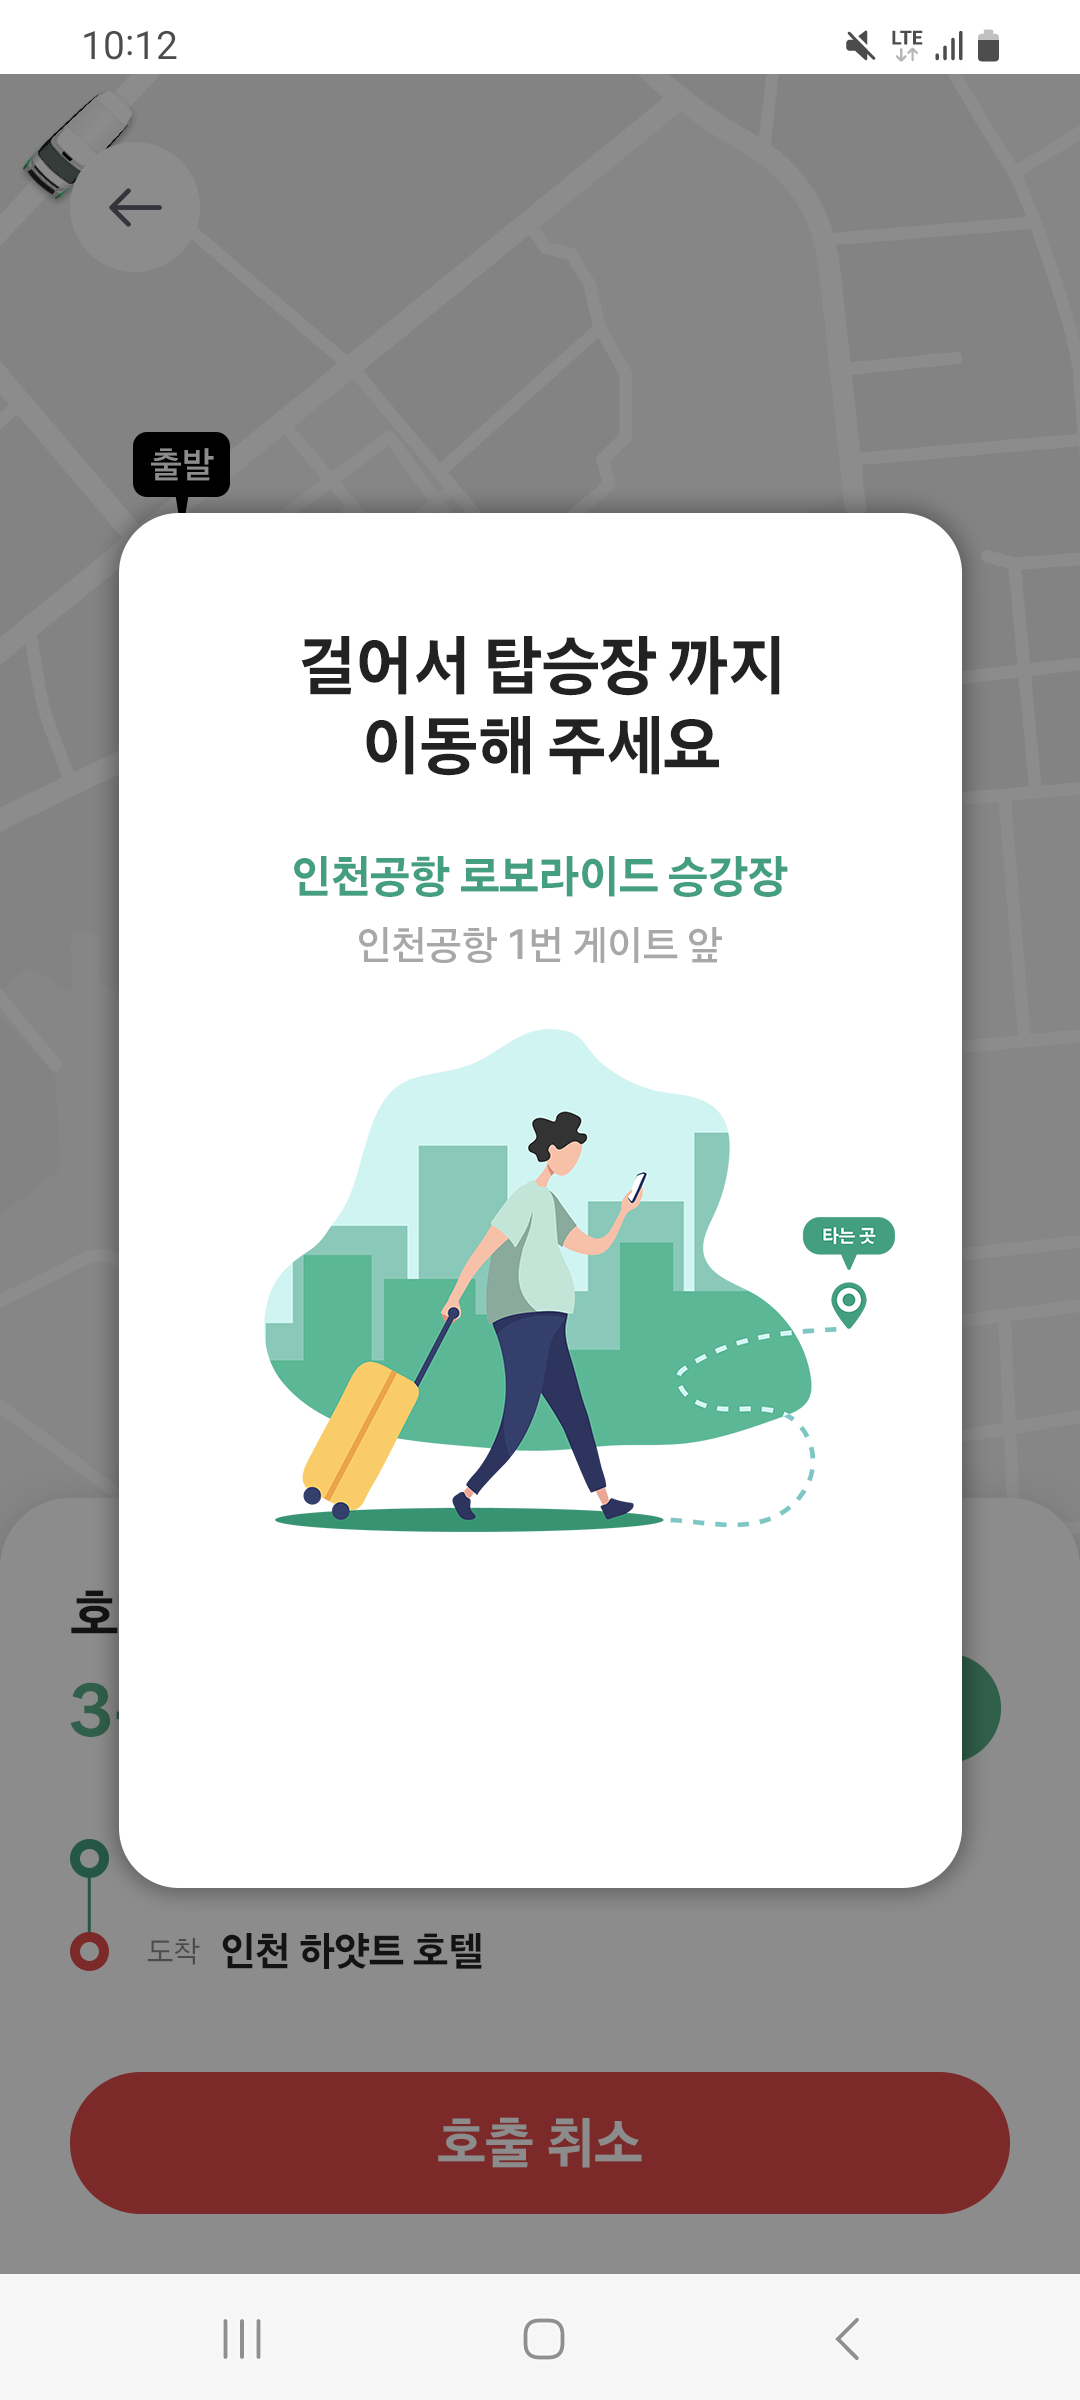 10:12
LTE
출발
걸어서 탑승장 까지
이동해 주세요
인천공항 로보라이드 승강장
인천공항 1번 게이트 앞
타는 곳
호
3
도착 인천 하얏트 호텔
호출 취소